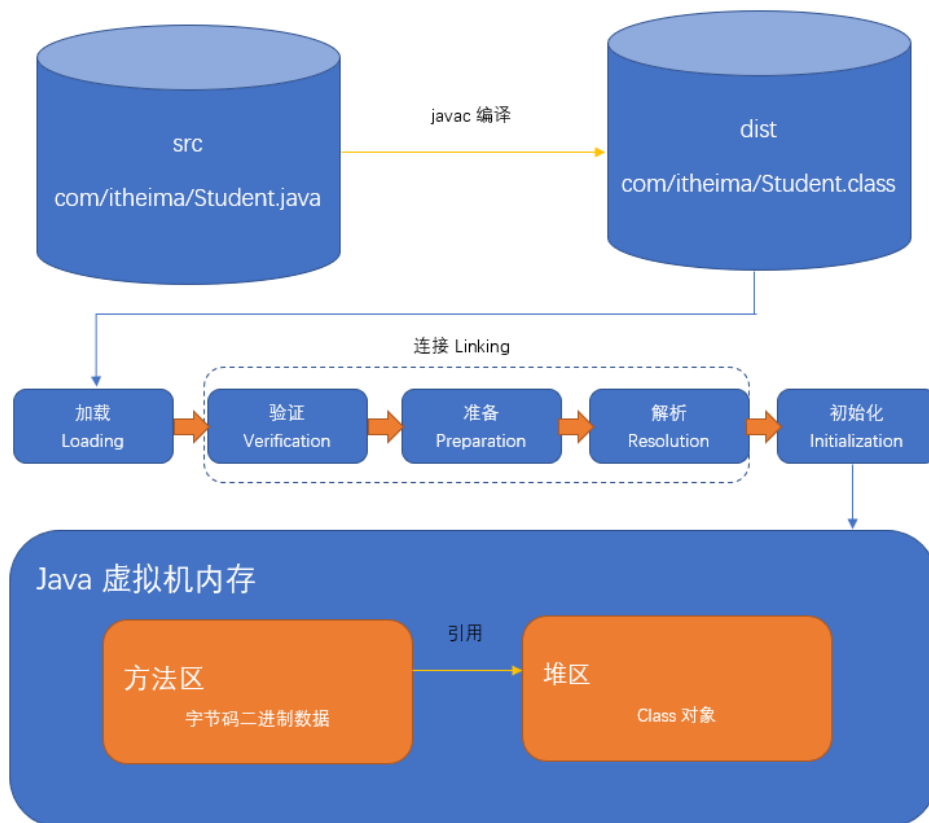 src
com/itheima/Student.java
javac 编译
dist
com/itheima/Student.class
连接 Linking
加载
Loading
验证
Verification
准备
Preparation
解析
Resolution
初始化
Initialization
Java 虚拟机内存
方法区
字节码二进制数据
引用
堆区
Class 对象